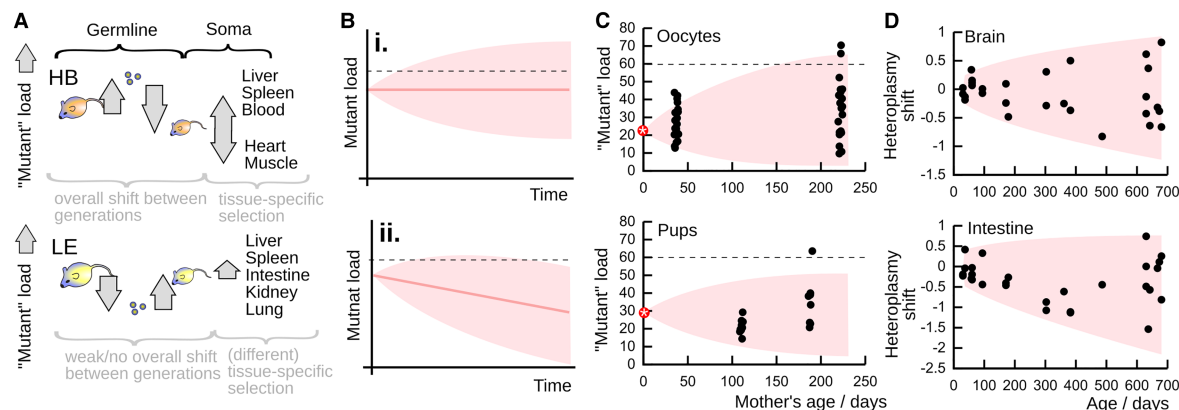 A
Germline
Soma
"Mutant" load
HB
Liver
Spleen
Blood
Heart
Muscle
overall shift between
generations
tissue-specific
selection
"Mutant" load
LE
Liver
Spleen
Intestine
Kidney
Lung
weak/no overall shift
between generations
(different)
tissue-specific
selection
B
i.
Mutant load
Time
ii.
Mutnat load
Time
C
Oocytes
"Mutant" load
80
70
60
50
40
30
20
10
0
0 50 100 150 200 250
Pups
"Mutant" load
80
70
60
50
40
30
20
10
0
0 50 100 150 200 250
Mother's age / days
D
Brain
Heteroplasmy
shift
1
0.5
0
-0.5
-1
-1.5
0 100 200 300 400 500 600 700
Intestine
Heteroplasmy
shift
1
0.5
0
-0.5
-1
-1.5
-2
-2.5
0 100 200 300 400 500 600 700
Age / days